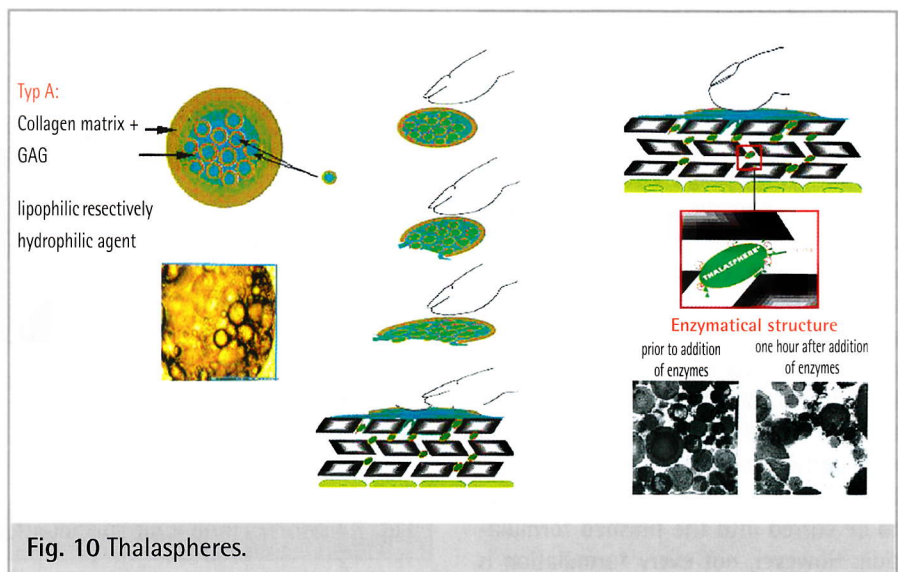 Typ A:
Collagen matrix +
GAG
lipophilic resectively
hydrophilic agent
THALASPHERE
Enzymatical structure
prior to addition
of enzymes
one hour after addition
of enzymes
Fig. 10 Thalaspheres.